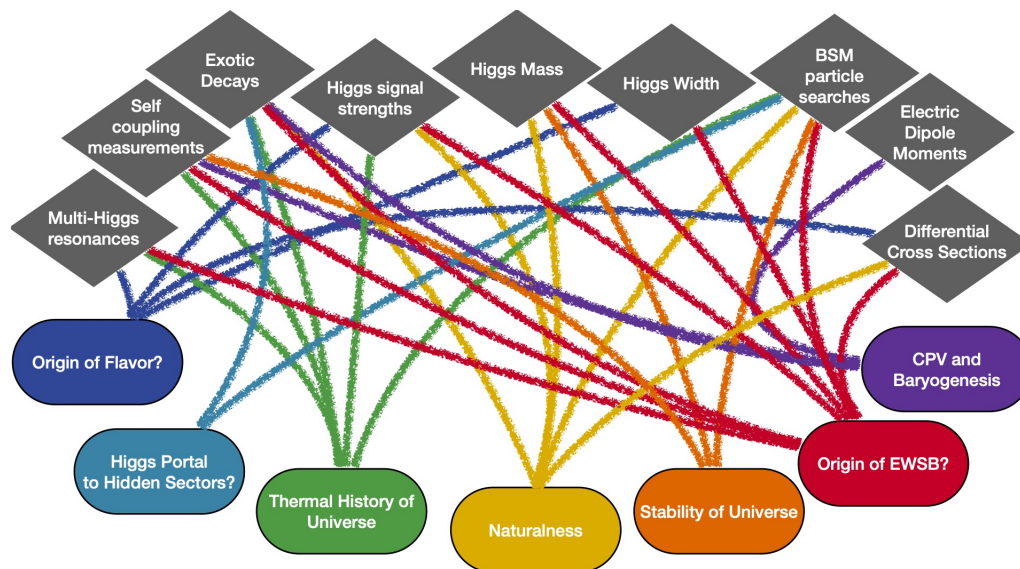 Exotic
Decays
Higgs signal
strengths
Higgs Mass
Higgs Width
BSM
particle
searches
Self
coupling
measurements
Electric
Dipole
Moments
Multi-Higgs
resonances
Differential
Cross Sections
Origin of Flavor?
CPV and
Baryogenesis
Higgs Portal
to Hidden Sectors?
Origin of EWSB?
Thermal History of
Universe
Naturalness
Stability of Universe